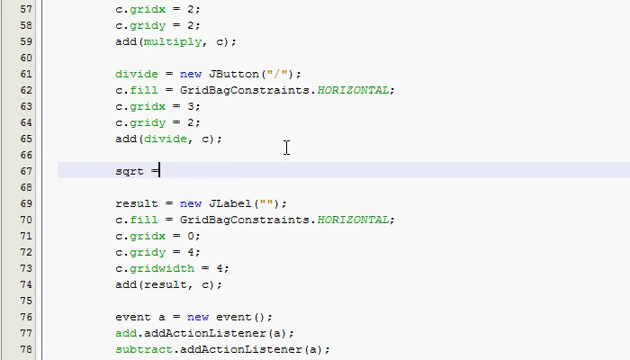 57 c.gridx = 2;
58 c.gridy = 2;
59 add(multiply, c);
60
61 divide = new JButton("/");
62 c.fill = GridBagConstraints.HORIZONTAL;
63 c.gridx = 3;
64 c.gridy = 2;
65 add(divide, c);
66
67 sqrt =
68
69 result = new JLabel("");
70 c.fill = GridBagConstraints.HORIZONTAL;
71 c.gridx = 0;
72 c.gridy = 4;
73 c.gridwidth = 4;
74 add(result, c);
75
76 event a = new event();
77 add.addActionListener(a);
78 subtract.addActionListener(a);